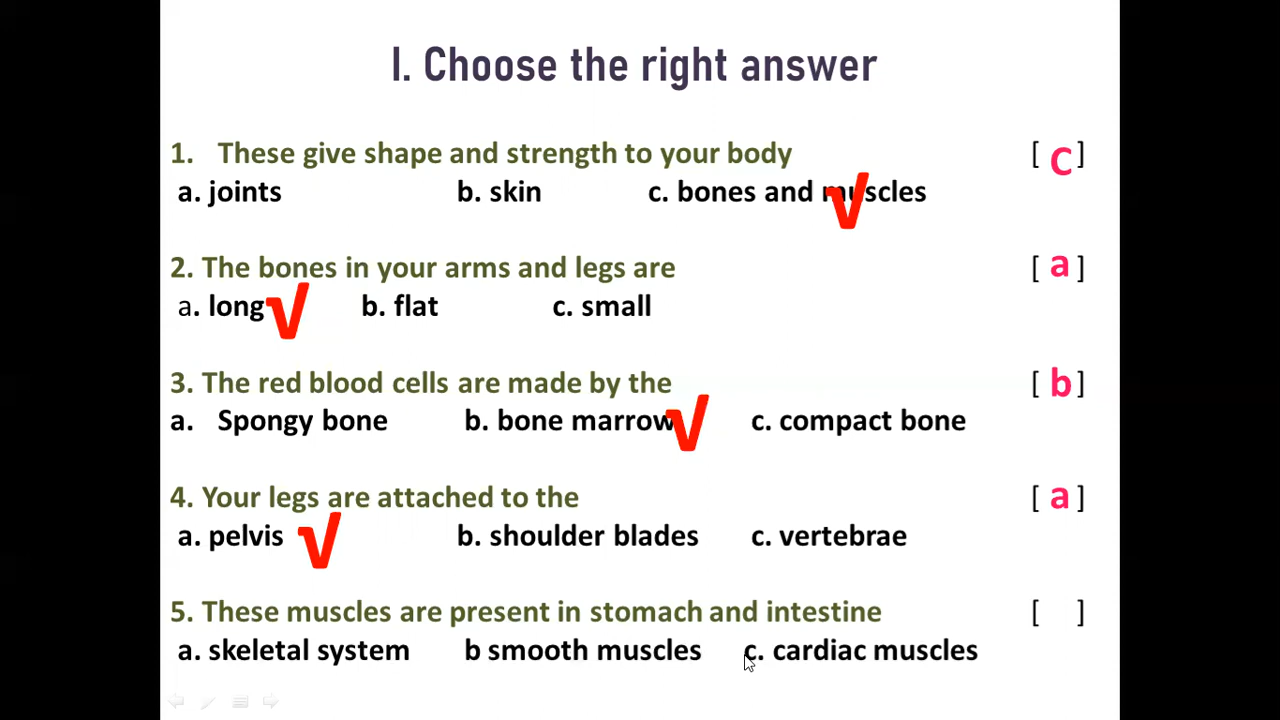 I. Choose the right answer
1. These give shape and strength to your body [ c ]
a. joints b. skin c. bones and muscles √
2. The bones in your arms and legs are [ a ]
a. long √ b. flat c. small
3. The red blood cells are made by the [ b ]
a. Spongy bone b. bone marrow √ c. compact bone
4. Your legs are attached to the [ a ]
a. pelvis √ b. shoulder blades c. vertebrae
5. These muscles are present in stomach and intestine [ ]
a. skeletal system b smooth muscles c. cardiac muscles